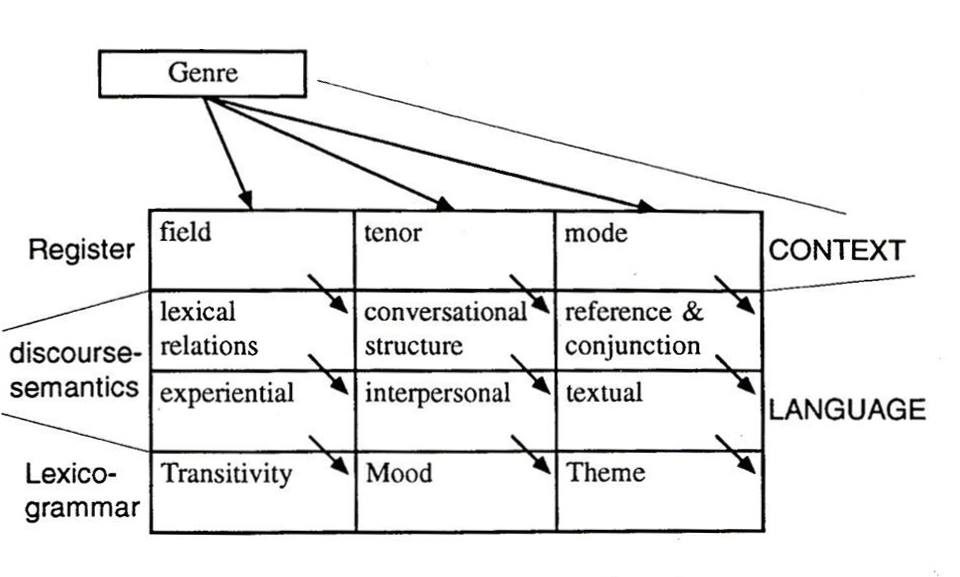 Genre
Register
field
tenor
mode
CONTEXT
discourse-
semantics
lexical
relations
conversational
structure
reference &
conjunction
experiential
interpersonal
textual
LANGUAGE
Lexico-
grammar
Transitivity
Mood
Theme